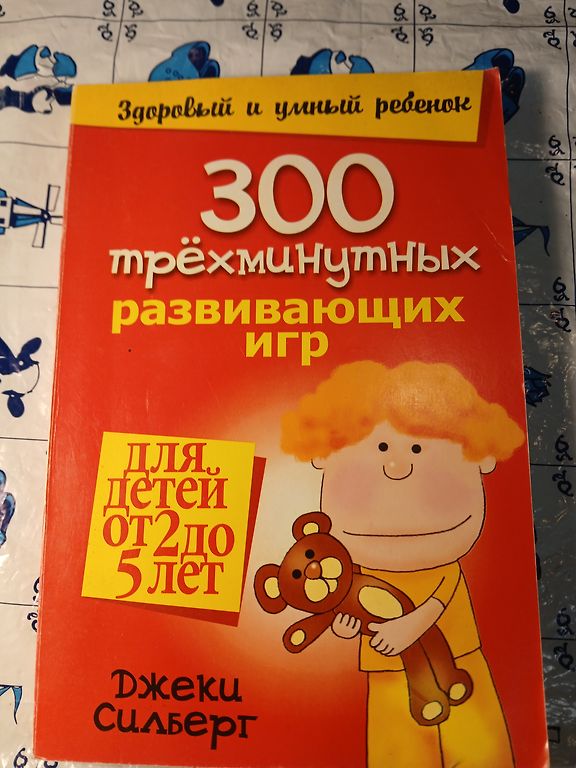 Здоровый и умный ребенок
300
трёхминутных
развивающих
игр
для
детей
от 2 до
5 лет
Джеки
Силберг